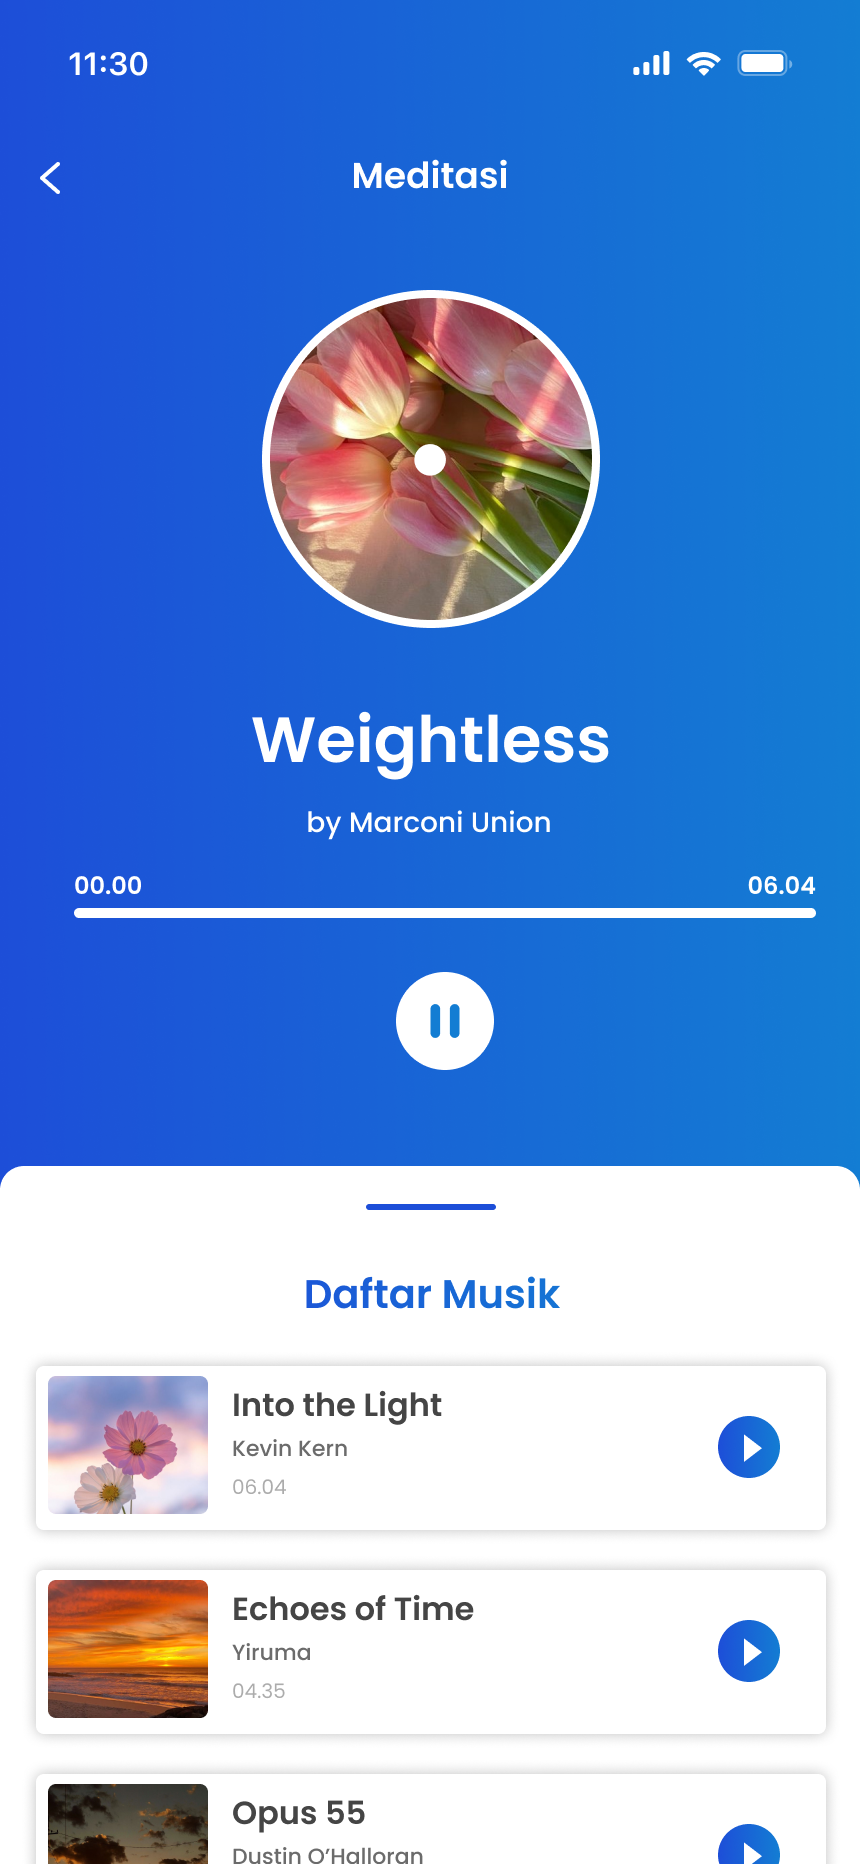 11:30
Meditasi
Weightless
by Marconi Union
00.00
06.04
Daftar Musik
Into the Light
Kevin Kern
06.04
Echoes of Time
Yiruma
04.35
Opus 55
Dustin O’Halloran